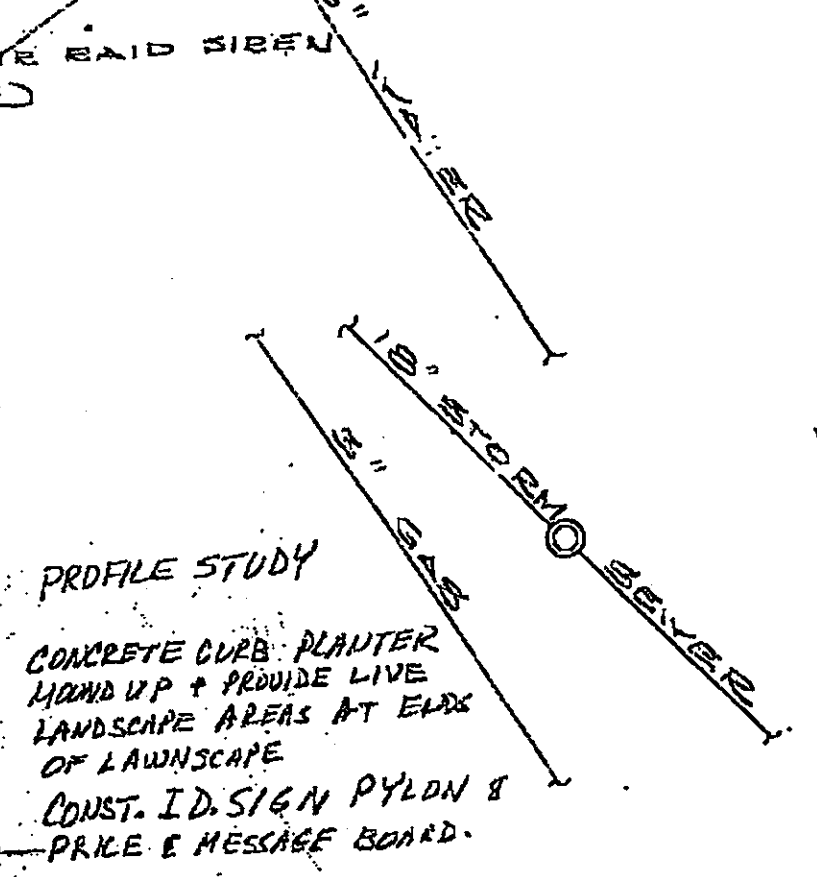 RAID SIREN
WATER
18" STORM SEWER
" GAS
PROFILE STUDY
CONCRETE CURB PLANTER
MOUND UP & PROVIDE LIVE
LANDSCAPE AREAS AT ENDS
OF LAWNSCAPE
CONST. I.D. SIGN PYLON &
PRICE & MESSAGE BOARD.